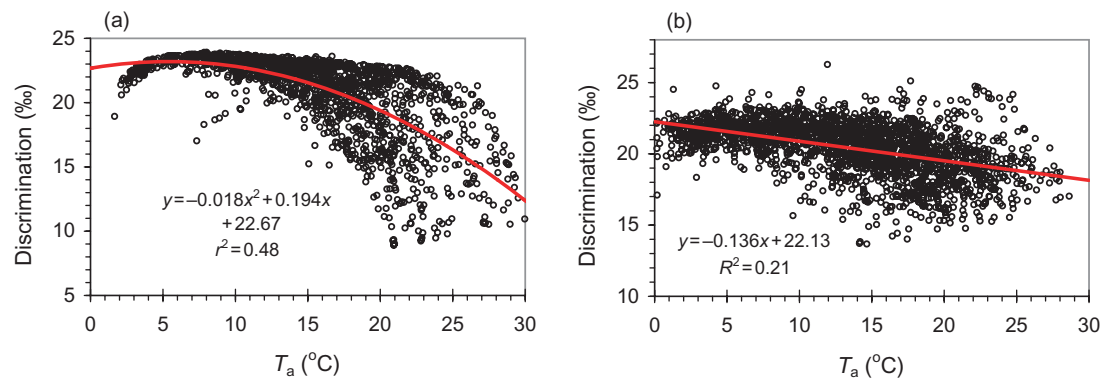 (a)
25
20
15
10
5
Discrimination (‰)
y=–0.018x²+0.194x
+22.67
r²=0.48
0 5 10 15 20 25 30
Tₐ (°C)
(b)
25
20
15
10
Discrimination (‰)
y=–0.136x+22.13
R²=0.21
0 5 10 15 20 25 30
Tₐ (°C)